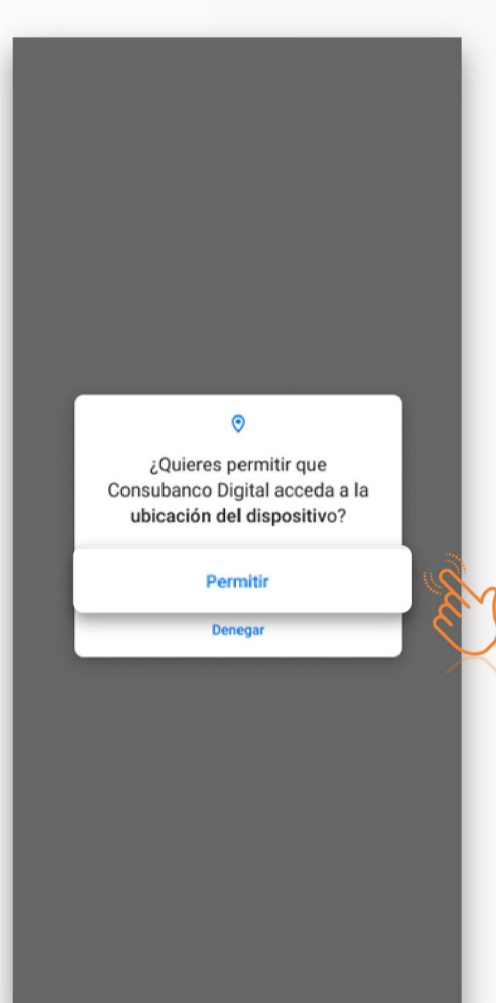 ¿Quieres permitir que
Consubanco Digital acceda a la
ubicación del dispositivo?
Permitir
Denegar